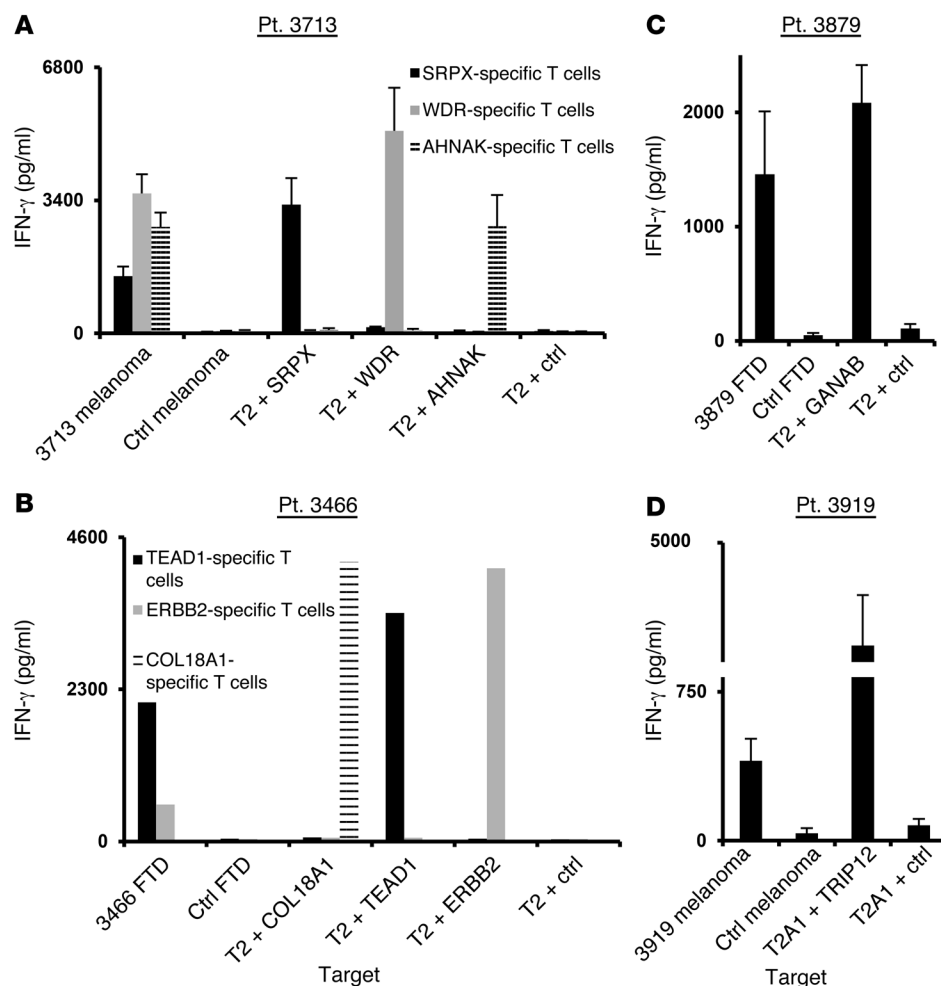 A
Pt. 3713
6800
3400
0
IFN-γ (pg/ml)
SRPX-specific T cells
WDR-specific T cells
AHNAK-specific T cells
3713 melanoma
Ctrl melanoma
T2 + SRPX
T2 + WDR
T2 + AHNAK
T2 + ctrl
C
Pt. 3879
2000
1000
0
IFN-γ (pg/ml)
3879 FTD
Ctrl FTD
T2 + GANAB
T2 + ctrl
B
Pt. 3466
4600
2300
0
IFN-γ (pg/ml)
TEAD1-specific T
cells
ERBB2-specific T cells
COL18A1-
specific T cells
3466 FTD
Ctrl FTD
T2 + COL18A1
T2 + TEAD1
T2 + ERBB2
T2 + ctrl
Target
D
Pt. 3919
5000
750
0
IFN-γ (pg/ml)
3919 melanoma
Ctrl melanoma
T2A1 + TRIP12
T2A1 + ctrl
Target